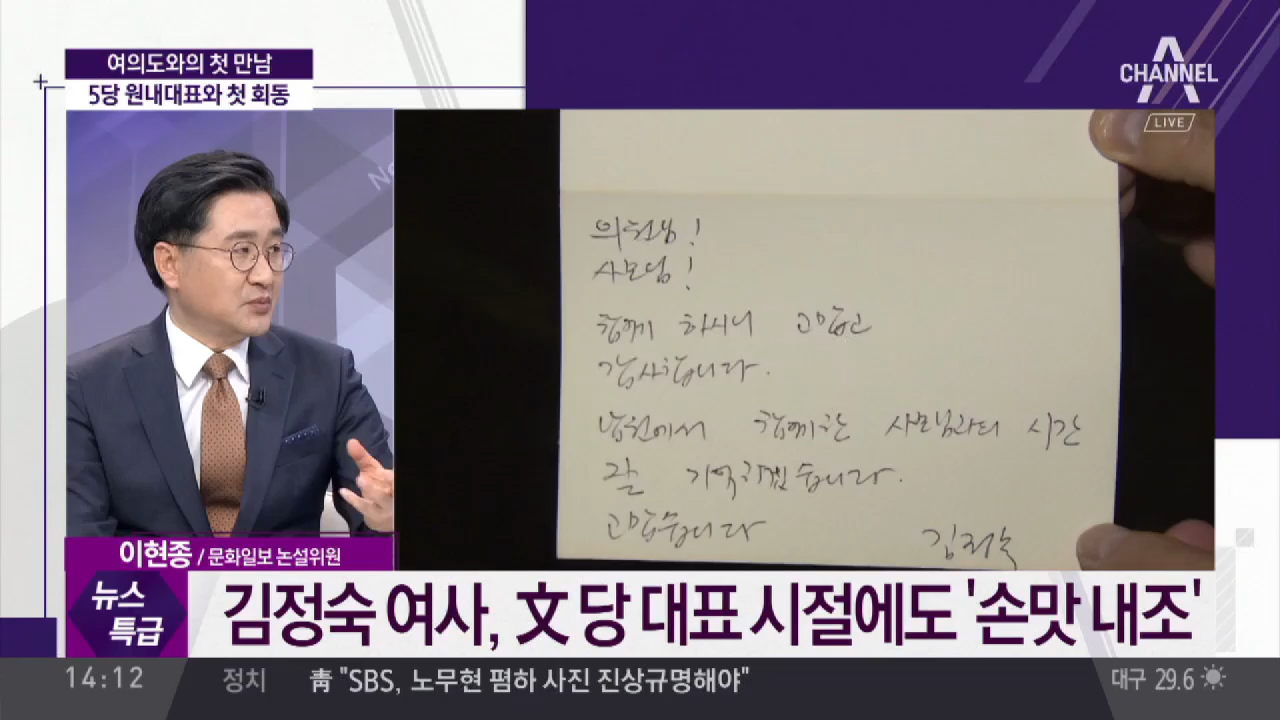 여의도와의 첫 만남
5당 원내대표와 첫 회동
CHANNEL A
LIVE
Ne
의원님!
사모님!
함께 하시니 고맙고
감사합니다.
남원에서 함께한 사모님과의 시간
잘 기억하겠습니다.
고맙습니다
김정숙
이현종 / 문화일보 논설위원
뉴스
특급
김정숙 여사, 文 당 대표 시절에도 '손맛 내조'
14:12 정치 靑 "SBS, 노무현 폄하 사진 진상규명해야" 대구 29.6